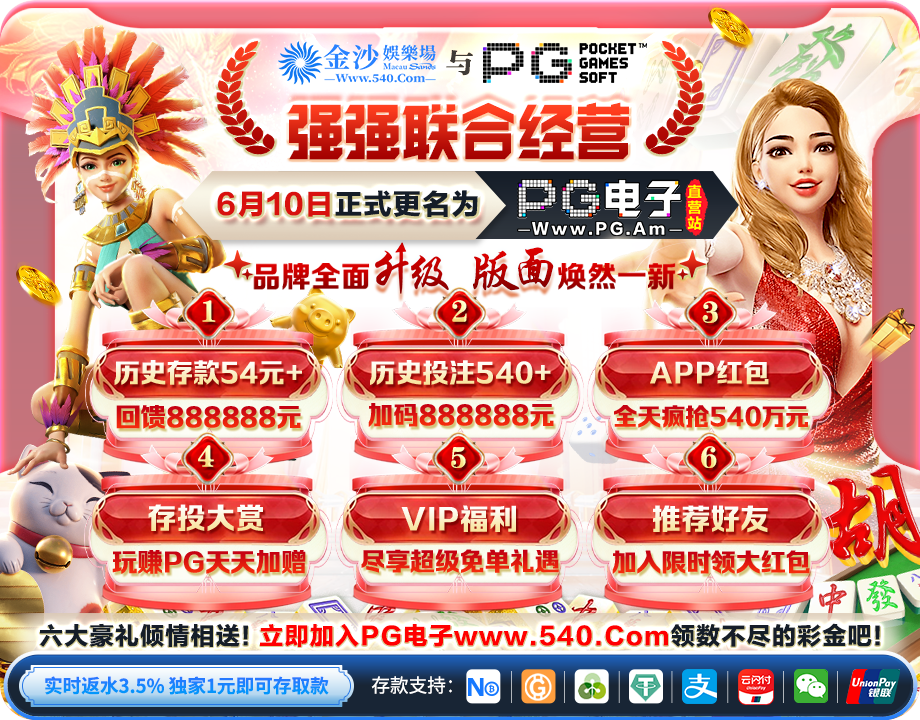 金沙娛樂場
Macau Sands
—Www.540.Com—
与
PG POCKET GAMES SOFT™
强强联合经营
6月10日正式更名为
PG电子
直营站
—Www.PG.Am—
品牌全面升级 版面焕然一新
1
历史存款54元+
回馈888888元
2
历史投注540+
加码888888元
3
APP红包
全天疯抢540万元
4
存投大赏
玩赚PG天天加赠
5
VIP福利
尽享超级免单礼遇
6
推荐好友
加入限时领大红包
胡
中
發
六大豪礼倾情相送! 立即加入PG电子www.540.Com领数不尽的彩金吧!
实时返水3.5% 独家1元即可存取款
存款支持:
N
支
云闪付
UnionPay
UnionPay
银联